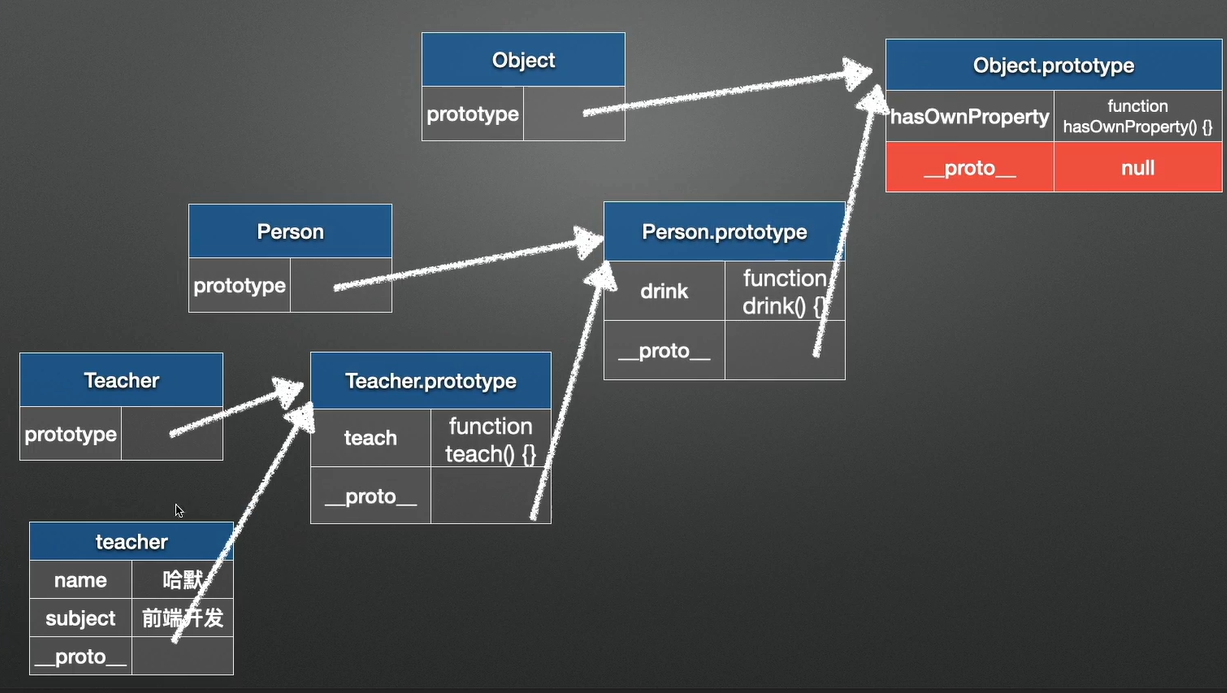 Object
prototype
Object.prototype
hasOwnProperty
function
hasOwnProperty() {}
__proto__
null
Person
prototype
Person.prototype
drink
function
drink() {}
__proto__
Teacher
prototype
Teacher.prototype
teach
function
teach() {}
__proto__
teacher
name
哈默
subject
前端开发
__proto__